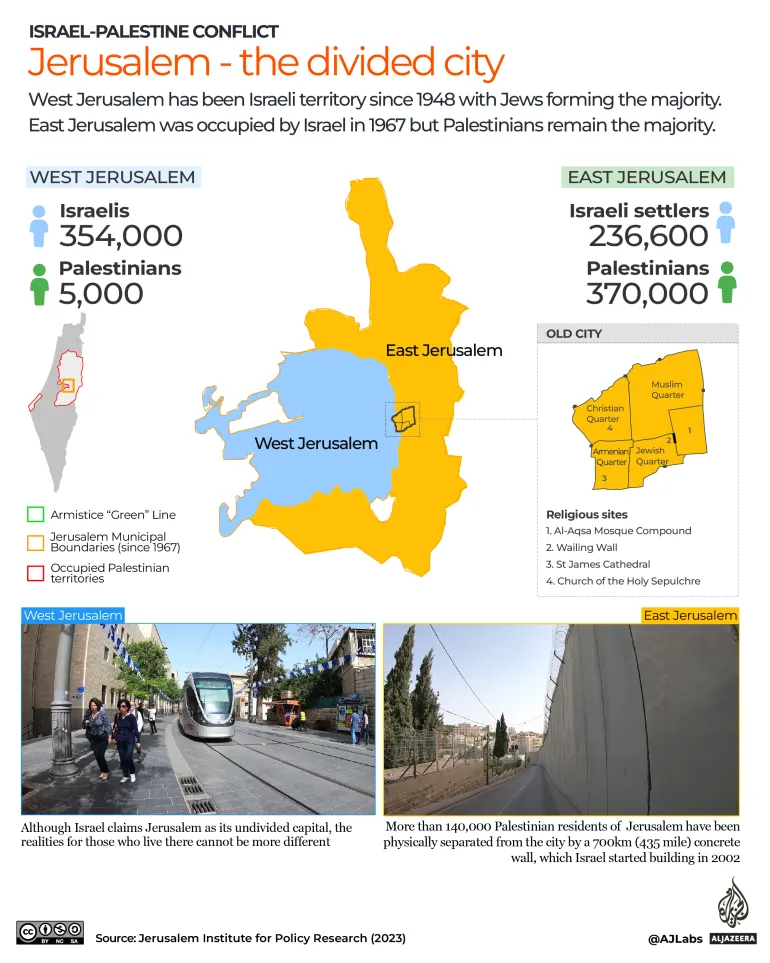 ISRAEL-PALESTINE CONFLICT
Jerusalem - the divided city
West Jerusalem has been Israeli territory since 1948 with Jews forming the majority.
East Jerusalem was occupied by Israel in 1967 but Palestinians remain the majority.
WEST JERUSALEM
Israelis
354,000
Palestinians
5,000
EAST JERUSALEM
Israeli settlers
236,600
Palestinians
370,000
East Jerusalem
West Jerusalem
OLD CITY
Muslim
Quarter
Christian
Quarter
4
1
2
Armenian
Quarter
3
Jewish
Quarter
Religious sites
1. Al-Aqsa Mosque Compound
2. Wailing Wall
3. St James Cathedral
4. Church of the Holy Sepulchre
Armistice “Green” Line
Jerusalem Municipal
Boundaries (since 1967)
Occupied Palestinian
territories
West Jerusalem
East Jerusalem
Although Israel claims Jerusalem as its undivided capital, the
realities for those who live there cannot be more different
More than 140,000 Palestinian residents of Jerusalem have been
physically separated from the city by a 700km (435 mile) concrete
wall, which Israel started building in 2002
CC BY NC SA
Source: Jerusalem Institute for Policy Research (2023)
@AJLabs
ALJAZEERA